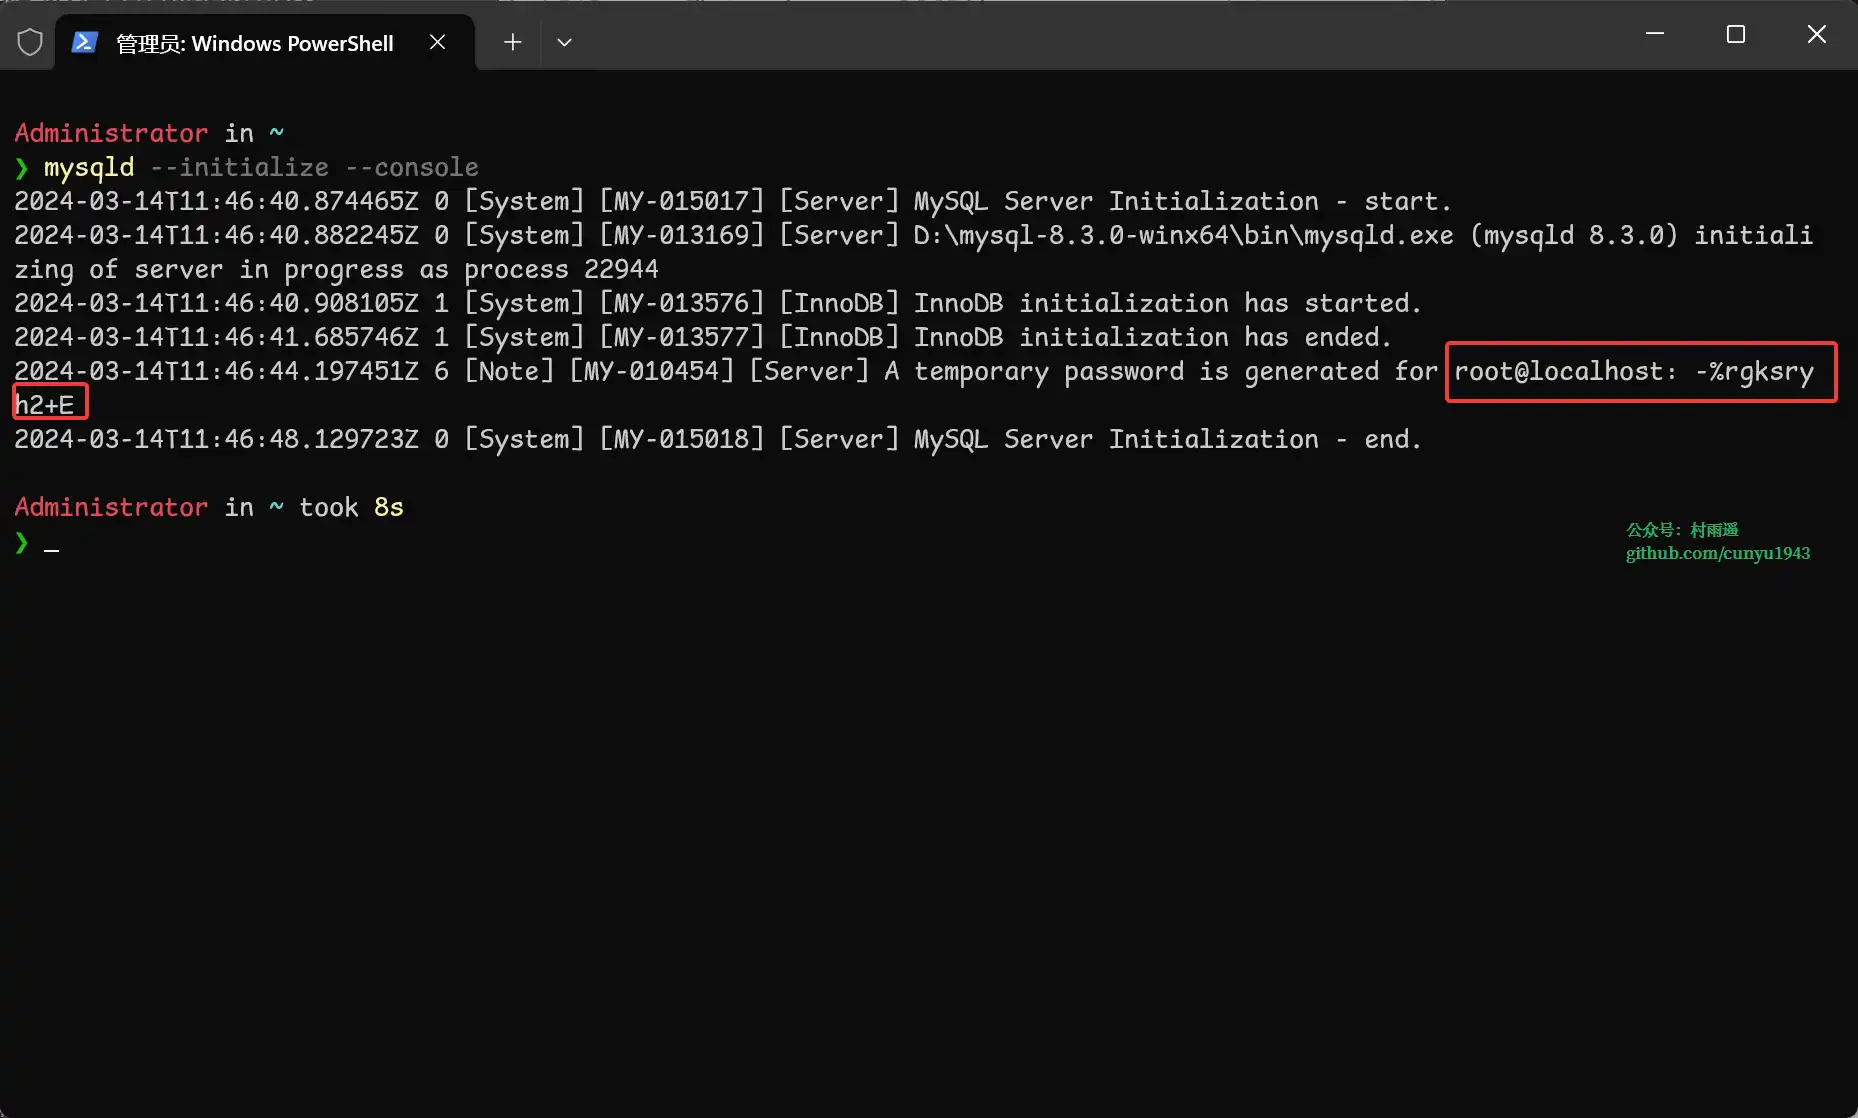 管理员: Windows PowerShell
Administrator in ~
❯ mysqld --initialize --console
2024-03-14T11:46:40.874465Z 0 [System] [MY-015017] [Server] MySQL Server Initialization - start.
2024-03-14T11:46:40.882245Z 0 [System] [MY-013169] [Server] D:\mysql-8.3.0-winx64\bin\mysqld.exe (mysqld 8.3.0) initiali
zing of server in progress as process 22944
2024-03-14T11:46:40.908105Z 1 [System] [MY-013576] [InnoDB] InnoDB initialization has started.
2024-03-14T11:46:41.685746Z 1 [System] [MY-013577] [InnoDB] InnoDB initialization has ended.
2024-03-14T11:46:44.197451Z 6 [Note] [MY-010454] [Server] A temporary password is generated for root@localhost: -%rgksry
h2+E
2024-03-14T11:46:48.129723Z 0 [System] [MY-015018] [Server] MySQL Server Initialization - end.
Administrator in ~ took 8s
❯ _
公众号: 村雨遥
github.com/cunyu1943